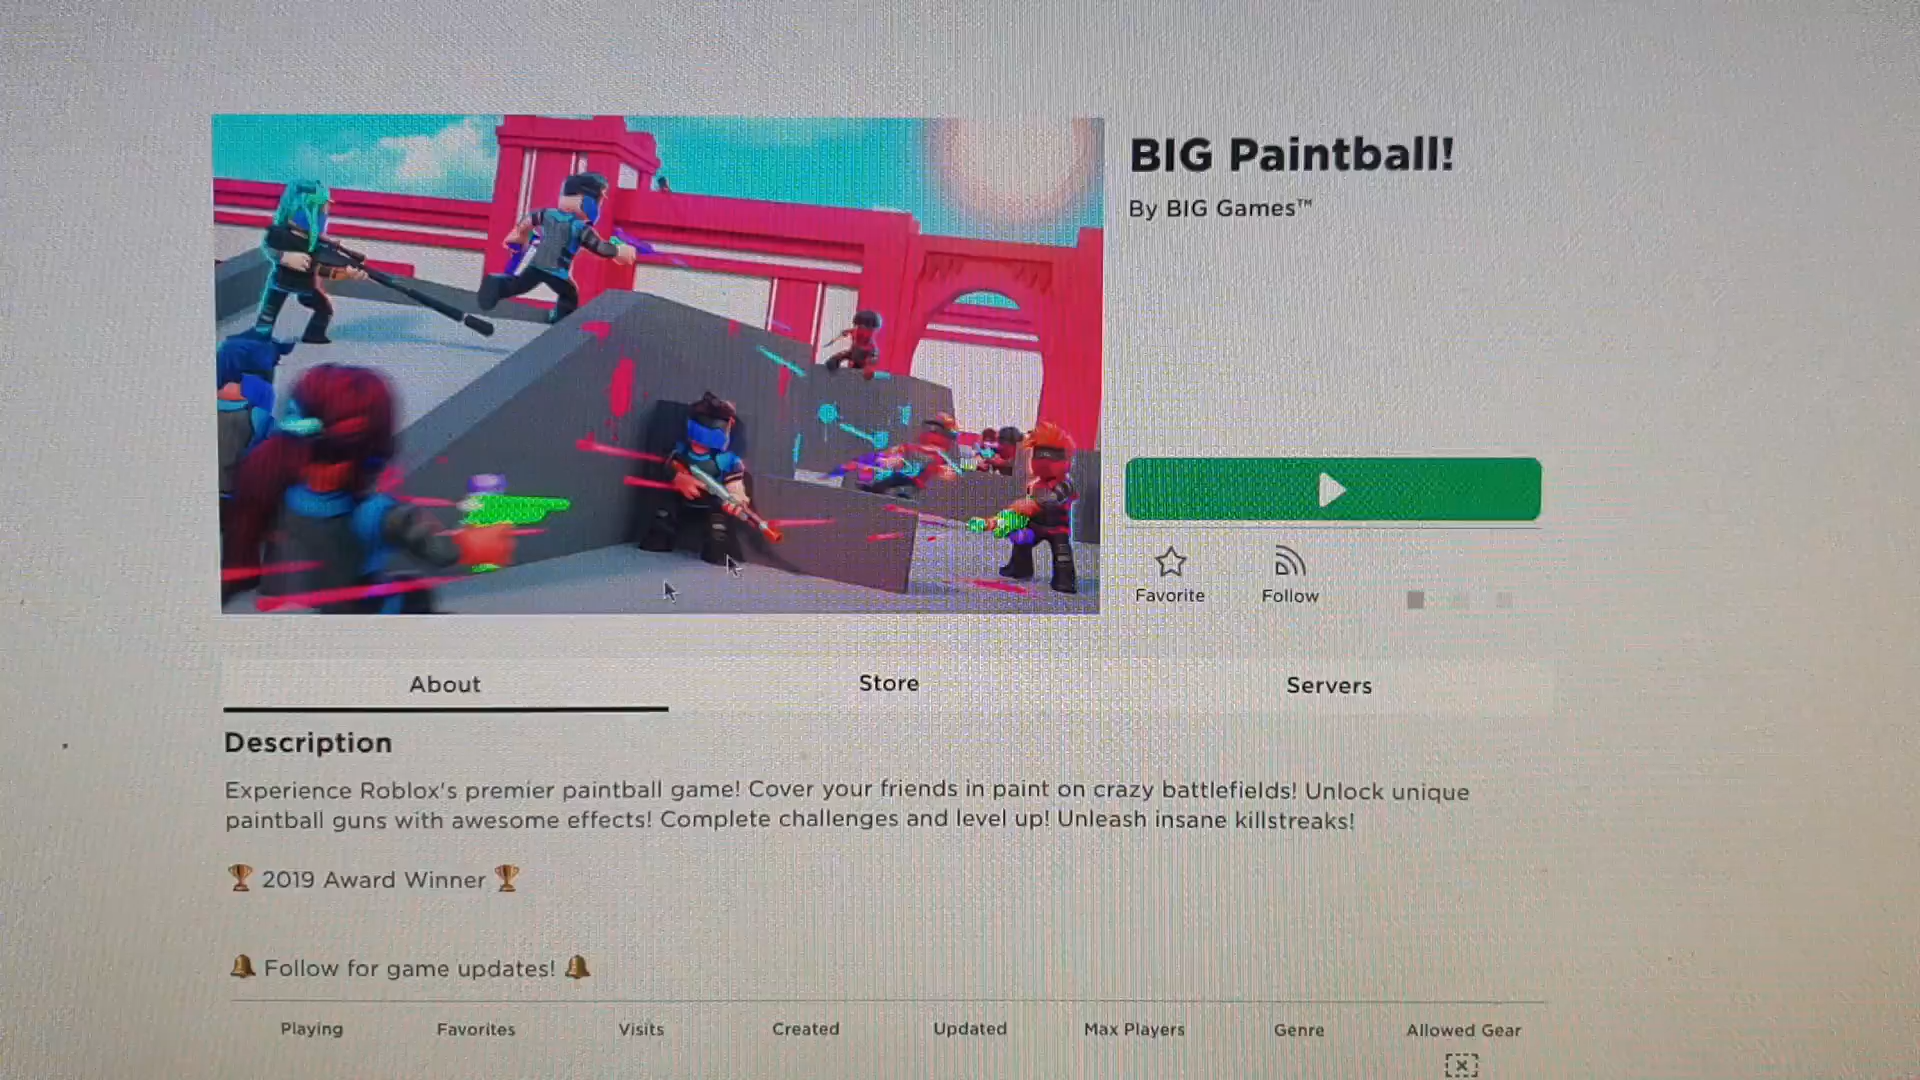 BIG Paintball!
By BIG Games™
Favorite
Follow
About
Store
Servers
Description
Experience Roblox's premier paintball game! Cover your friends in paint on crazy battlefields! Unlock unique
paintball guns with awesome effects! Complete challenges and level up! Unleash insane killstreaks!
🏆 2019 Award Winner 🏆
🔔 Follow for game updates! 🔔
Playing
Favorites
Visits
Created
Updated
Max Players
Genre
Allowed Gear